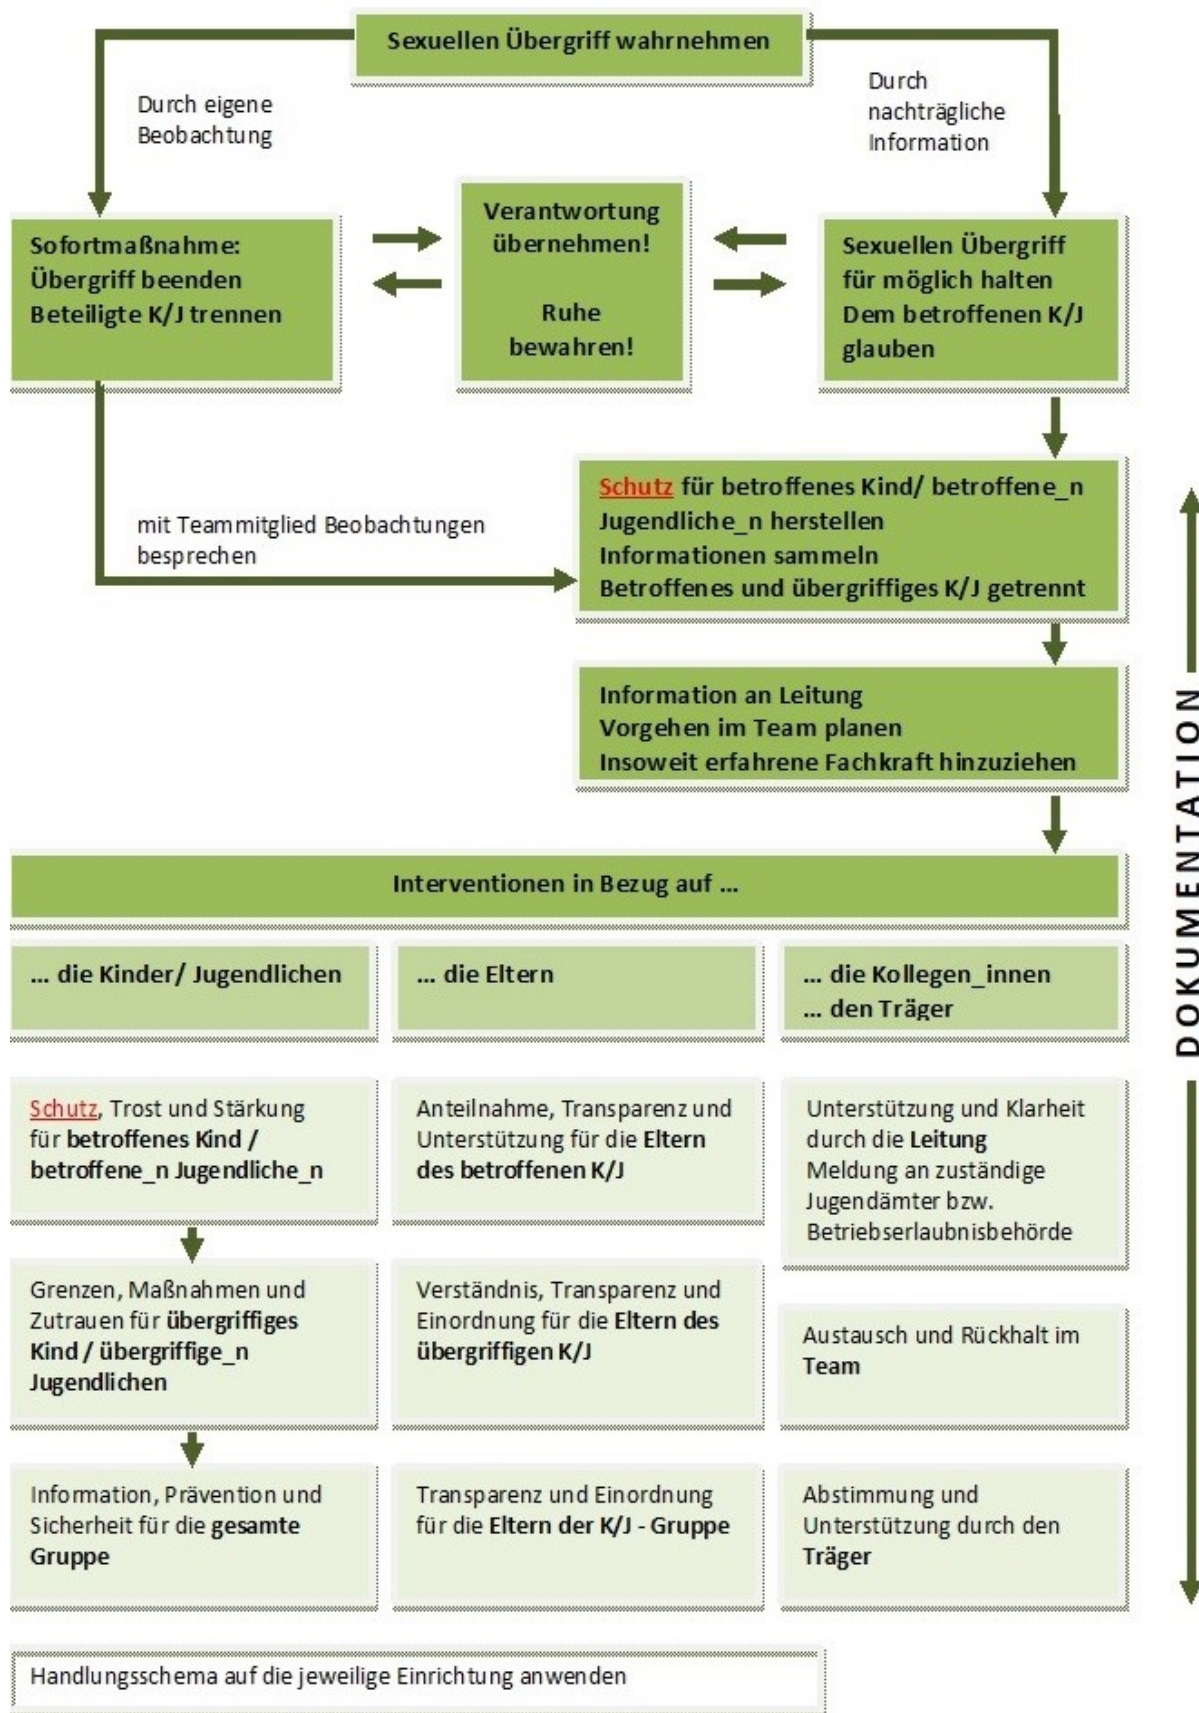 Sexuellen Übergriff wahrnehmen
Durch eigene
Beobachtung
Durch
nachträgliche
Information
Sofortmaßnahme:
Übergriff beenden
Beteiligte K/J trennen
Verantwortung
übernehmen!
Ruhe
bewahren!
Sexuellen Übergriff
für möglich halten
Dem betroffenen K/J
glauben
mit Teammitglied Beobachtungen
besprechen
Schutz für betroffenes Kind/ betroffene_n
Jugendliche_n herstellen
Informationen sammeln
Betroffenes und übergriffiges K/J getrennt
Information an Leitung
Vorgehen im Team planen
Insoweit erfahrene Fachkraft hinzuziehen
DOKUMENTATION
Interventionen in Bezug auf ...
... die Kinder/ Jugendlichen
... die Eltern
... die Kollegen_innen
... den Träger
Schutz, Trost und Stärkung
für betroffenes Kind /
betroffene_n Jugendliche_n
Anteilnahme, Transparenz und
Unterstützung für die Eltern
des betroffenen K/J
Unterstützung und Klarheit
durch die Leitung
Meldung an zuständige
Jugendämter bzw.
Betriebserlaubnisbehörde
Grenzen, Maßnahmen und
Zutrauen für übergriffiges
Kind / übergriffige_n
Jugendlichen
Verständnis, Transparenz und
Einordnung für die Eltern des
übergriffigen K/J
Austausch und Rückhalt im
Team
Information, Prävention und
Sicherheit für die gesamte
Gruppe
Transparenz und Einordnung
für die Eltern der K/J - Gruppe
Abstimmung und
Unterstützung durch den
Träger
Handlungsschema auf die jeweilige Einrichtung anwenden